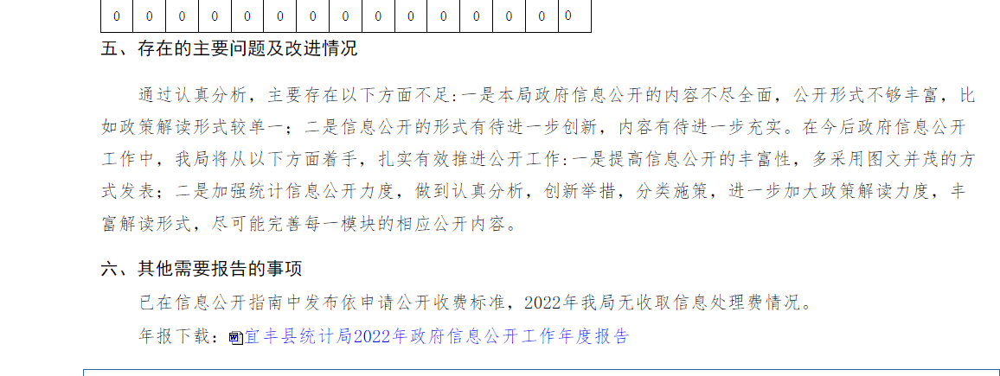 0 0 0 0 0 0 0 0 0 0 0 0 0 0 0
五、存在的主要问题及改进情况
通过认真分析，主要存在以下方面不足:一是本局政府信息公开的内容不尽全面，公开形式不够丰富，比
如政策解读形式较单一；二是信息公开的形式有待进一步创新，内容有待进一步充实。在今后政府信息公开
工作中，我局将从以下方面着手，扎实有效推进公开工作:一是提高信息公开的丰富性，多采用图文并茂的方
式发表；二是加强统计信息公开力度，做到认真分析，创新举措，分类施策，进一步加大政策解读力度，丰
富解读形式，尽可能完善每一模块的相应公开内容。
六、其他需要报告的事项
已在信息公开指南中发布依申请公开收费标准，2022年我局无收取信息处理费情况。
年报下载：宜丰县统计局2022年政府信息公开工作年度报告